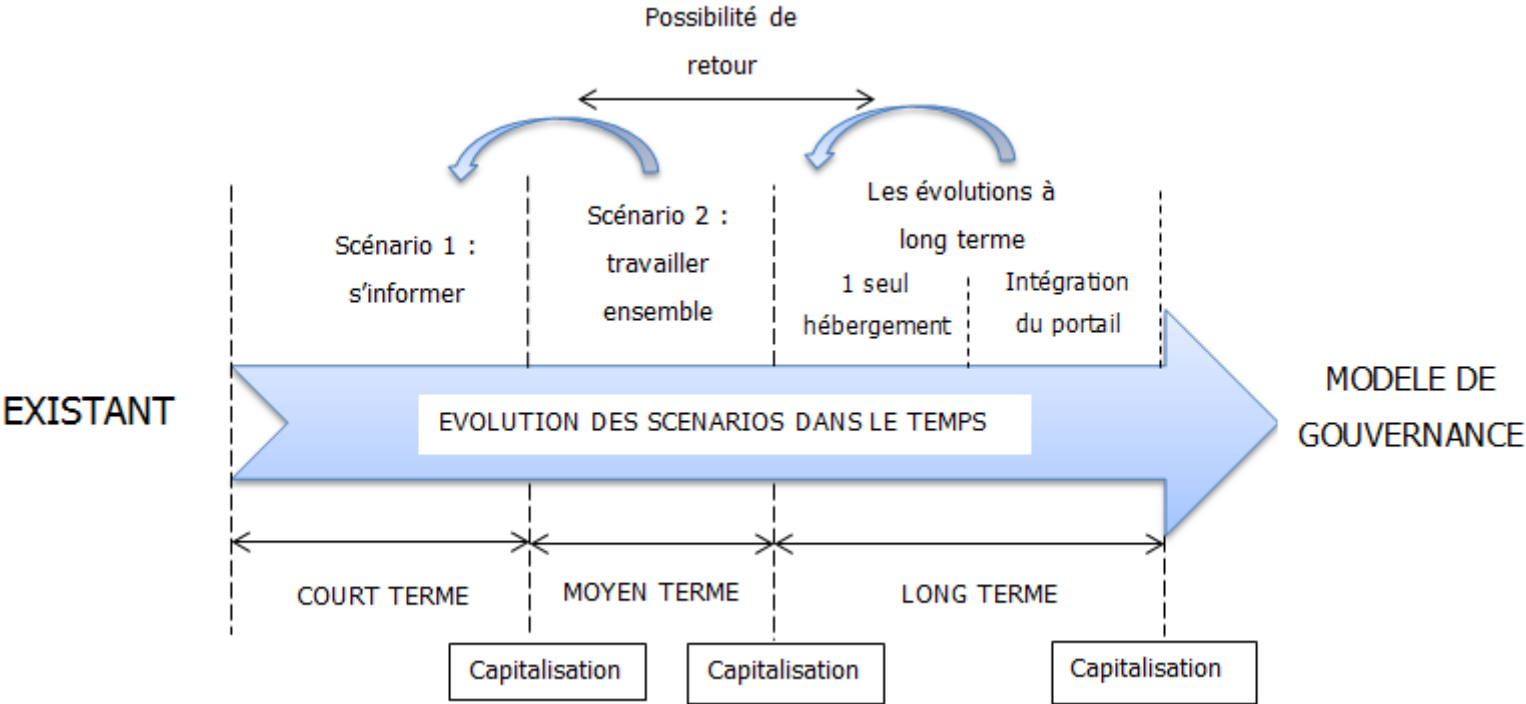 Possibilité de
retour
Scénario 1 :
s'informer
Scénario 2 :
travailler
ensemble
Les évolutions à
long terme
1 seul
hébergement
Intégration
du portail
EXISTANT
EVOLUTION DES SCENARIOS DANS LE TEMPS
MODELE DE
GOUVERNANCE
COURT TERME
MOYEN TERME
LONG TERME
Capitalisation
Capitalisation
Capitalisation